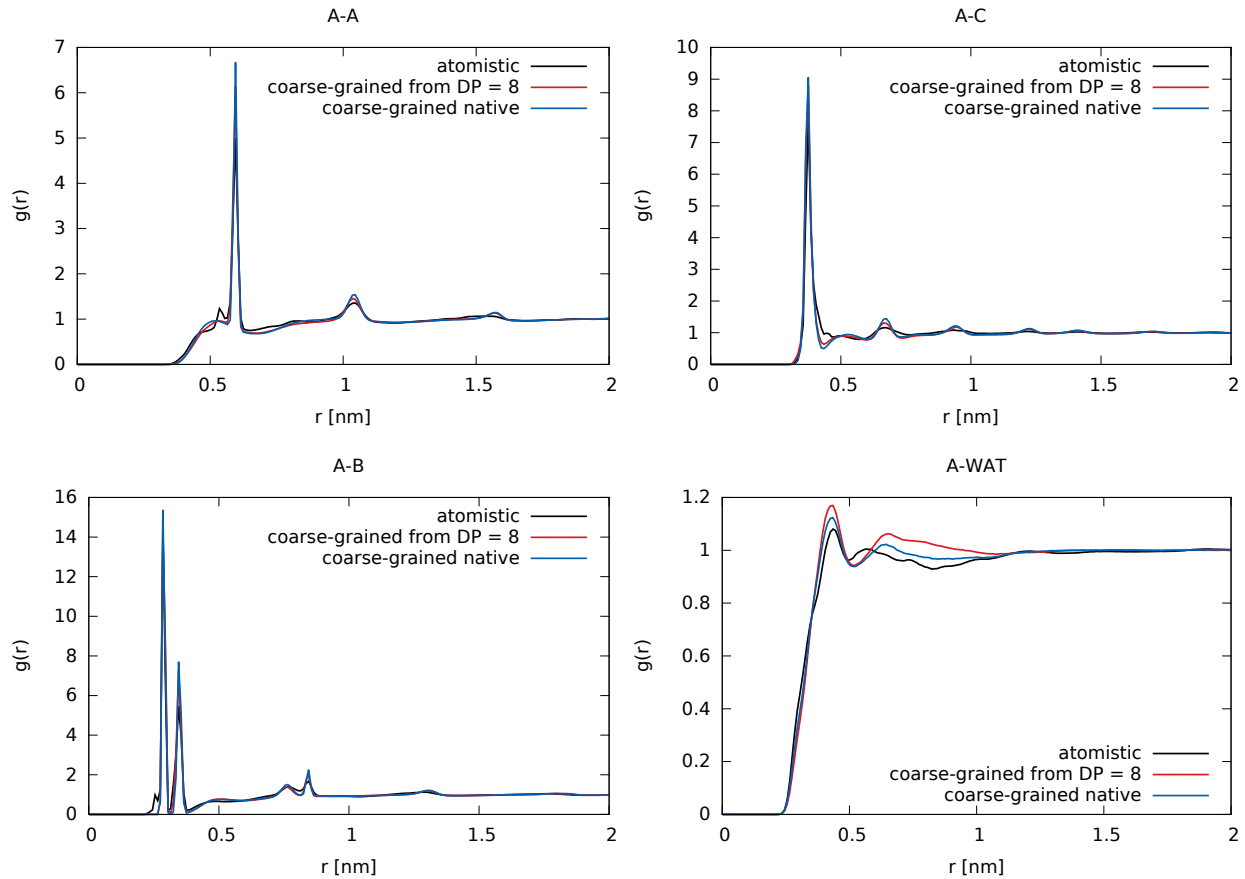 A-A
7
6
5
4
3
2
1
0
g(r)
0 0.5 1 1.5 2
r [nm]
atomistic
coarse-grained from DP = 8
coarse-grained native
A-C
10
9
8
7
6
5
4
3
2
1
0
g(r)
0 0.5 1 1.5 2
r [nm]
atomistic
coarse-grained from DP = 8
coarse-grained native
A-B
16
14
12
10
8
6
4
2
0
g(r)
0 0.5 1 1.5 2
r [nm]
atomistic
coarse-grained from DP = 8
coarse-grained native
A-WAT
1.2
1
0.8
0.6
0.4
0.2
0
g(r)
0 0.5 1 1.5 2
r [nm]
atomistic
coarse-grained from DP = 8
coarse-grained native